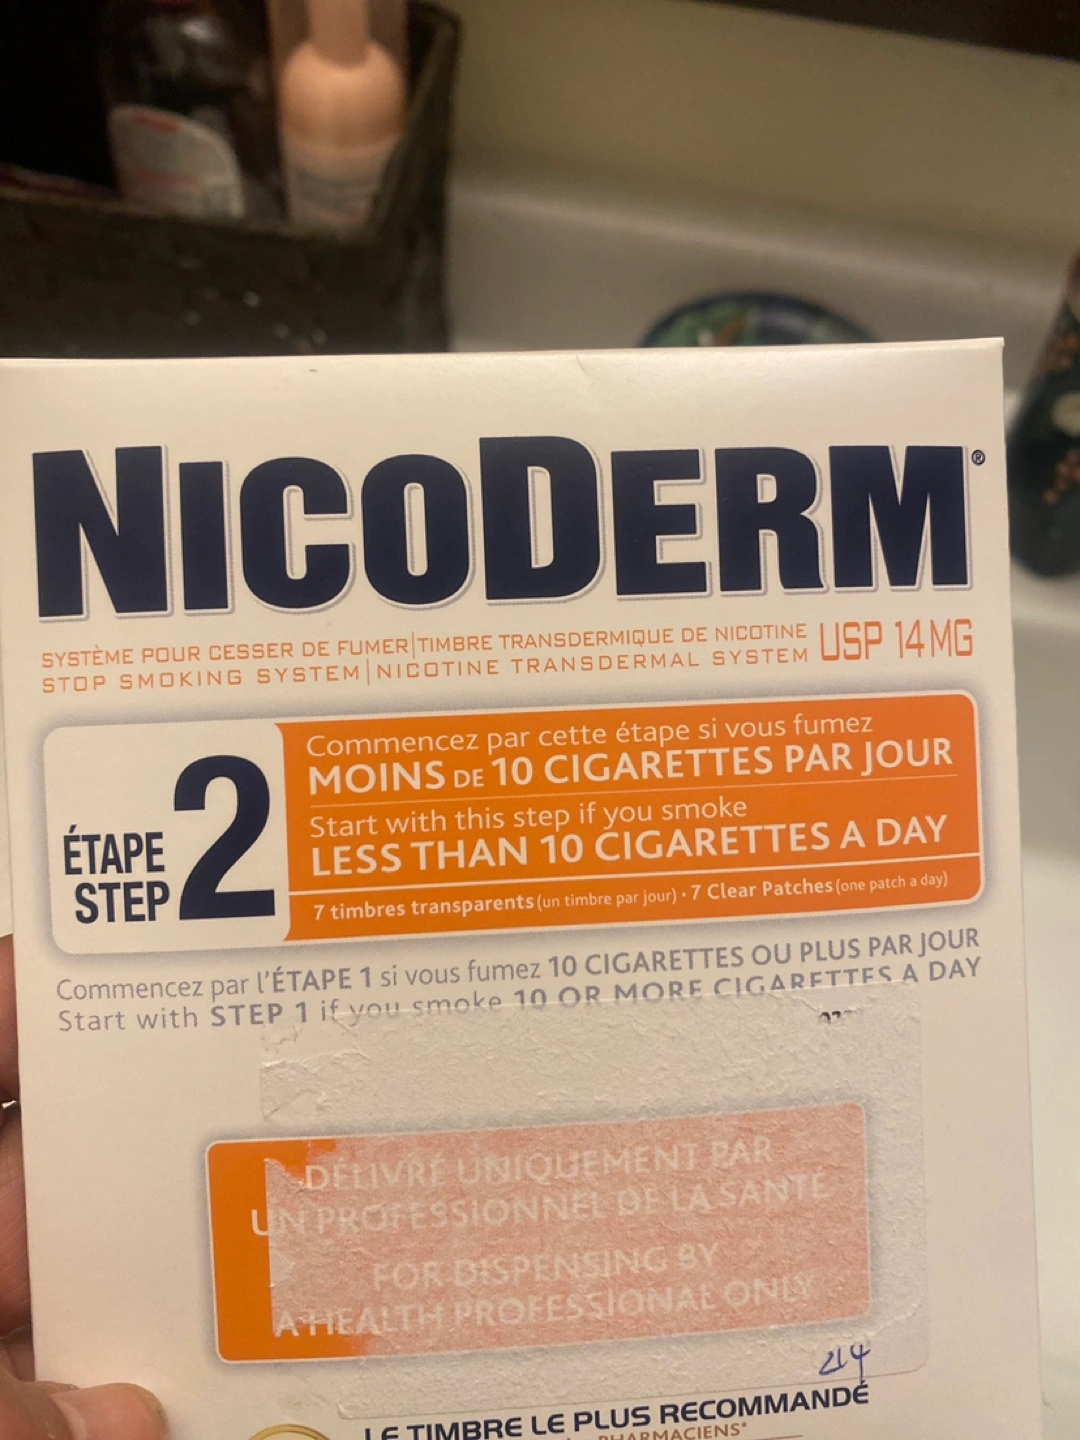 NICODERM®
SYSTÈME POUR CESSER DE FUMER|TIMBRE TRANSDERMIQUE DE NICOTINE
STOP SMOKING SYSTEM|NICOTINE TRANSDERMAL SYSTEM
USP 14 MG
ÉTAPE
STEP
2
Commencez par cette étape si vous fumez
MOINS DE 10 CIGARETTES PAR JOUR
Start with this step if you smoke
LESS THAN 10 CIGARETTES A DAY
7 timbres transparents (un timbre par jour) • 7 Clear Patches (one patch a day)
Commencez par l'ÉTAPE 1 si vous fumez 10 CIGARETTES OU PLUS PAR JOUR
Start with STEP 1 if you smoke 10 OR MORE CIGARETTES A DAY
DÉLIVRÉ UNIQUEMENT PAR
UN PROFESSIONNEL DE LA SANTÉ
FOR DISPENSING BY
A HEALTH PROFESSIONAL ONLY
LE TIMBRE LE PLUS RECOMMANDÉ
PHARMACIENS*